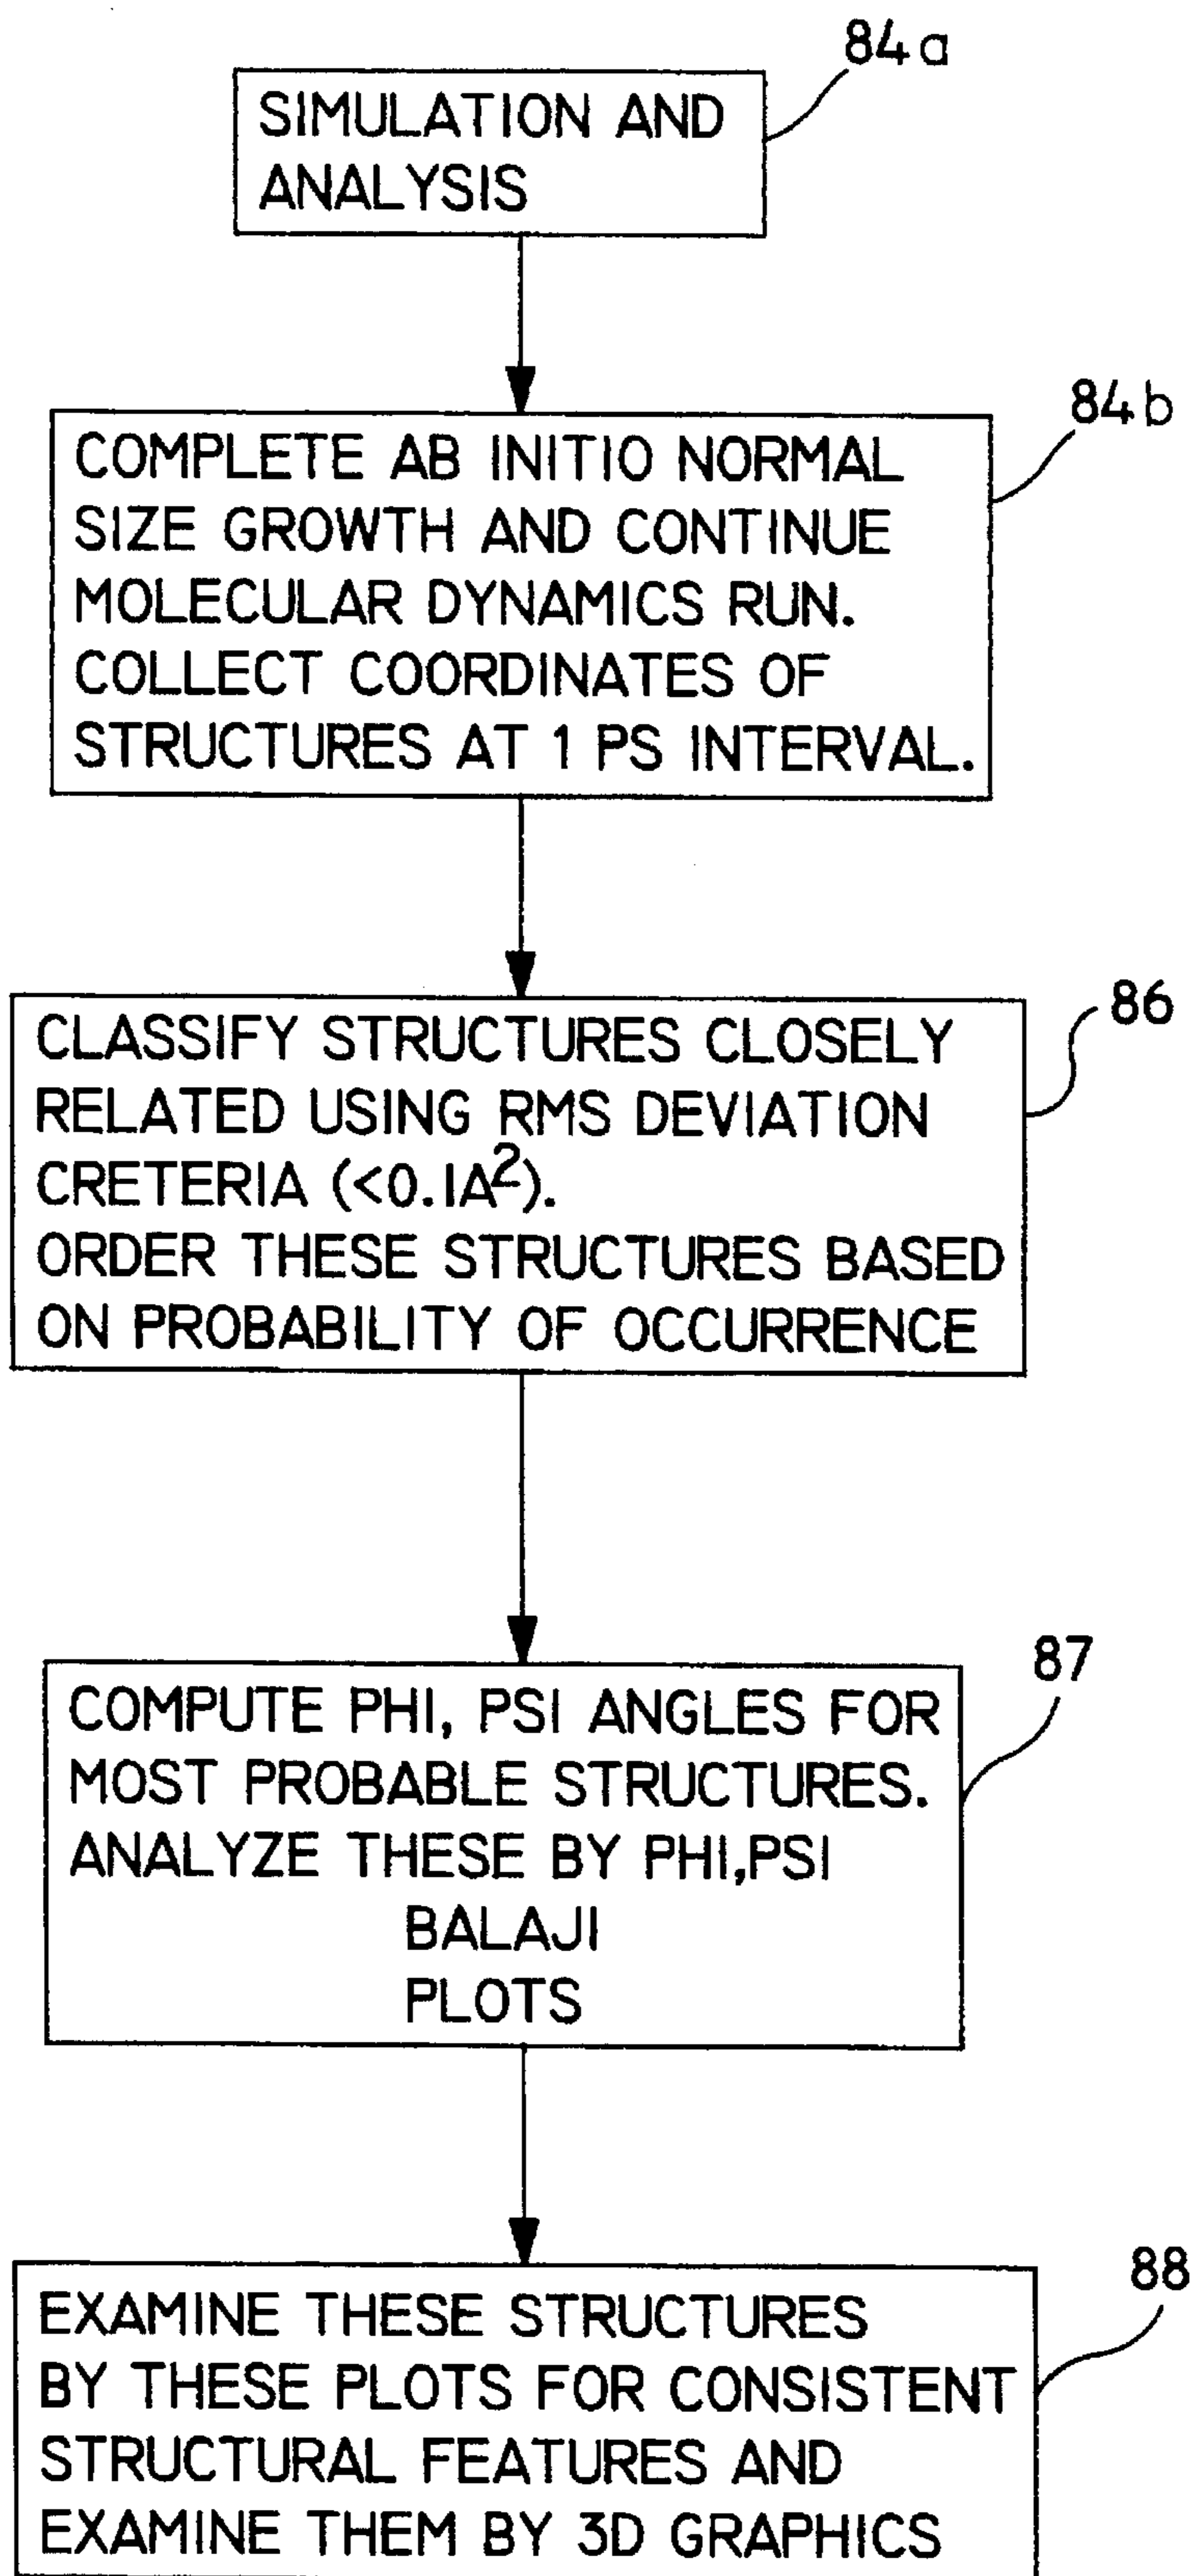 84a
SIMULATION AND
ANALYSIS
84b
COMPLETE AB INITIO NORMAL
SIZE GROWTH AND CONTINUE
MOLECULAR DYNAMICS RUN.
COLLECT COORDINATES OF
STRUCTURES AT 1 PS INTERVAL.
86
CLASSIFY STRUCTURES CLOSELY
RELATED USING RMS DEVIATION
CRETERIA (<0.1A²).
ORDER THESE STRUCTURES BASED
ON PROBABILITY OF OCCURRENCE
87
COMPUTE PHI, PSI ANGLES FOR
MOST PROBABLE STRUCTURES.
ANALYZE THESE BY PHI,PSI
BALAJI
PLOTS
88
EXAMINE THESE STRUCTURES
BY THESE PLOTS FOR CONSISTENT
STRUCTURAL FEATURES AND
EXAMINE THEM BY 3D GRAPHICS